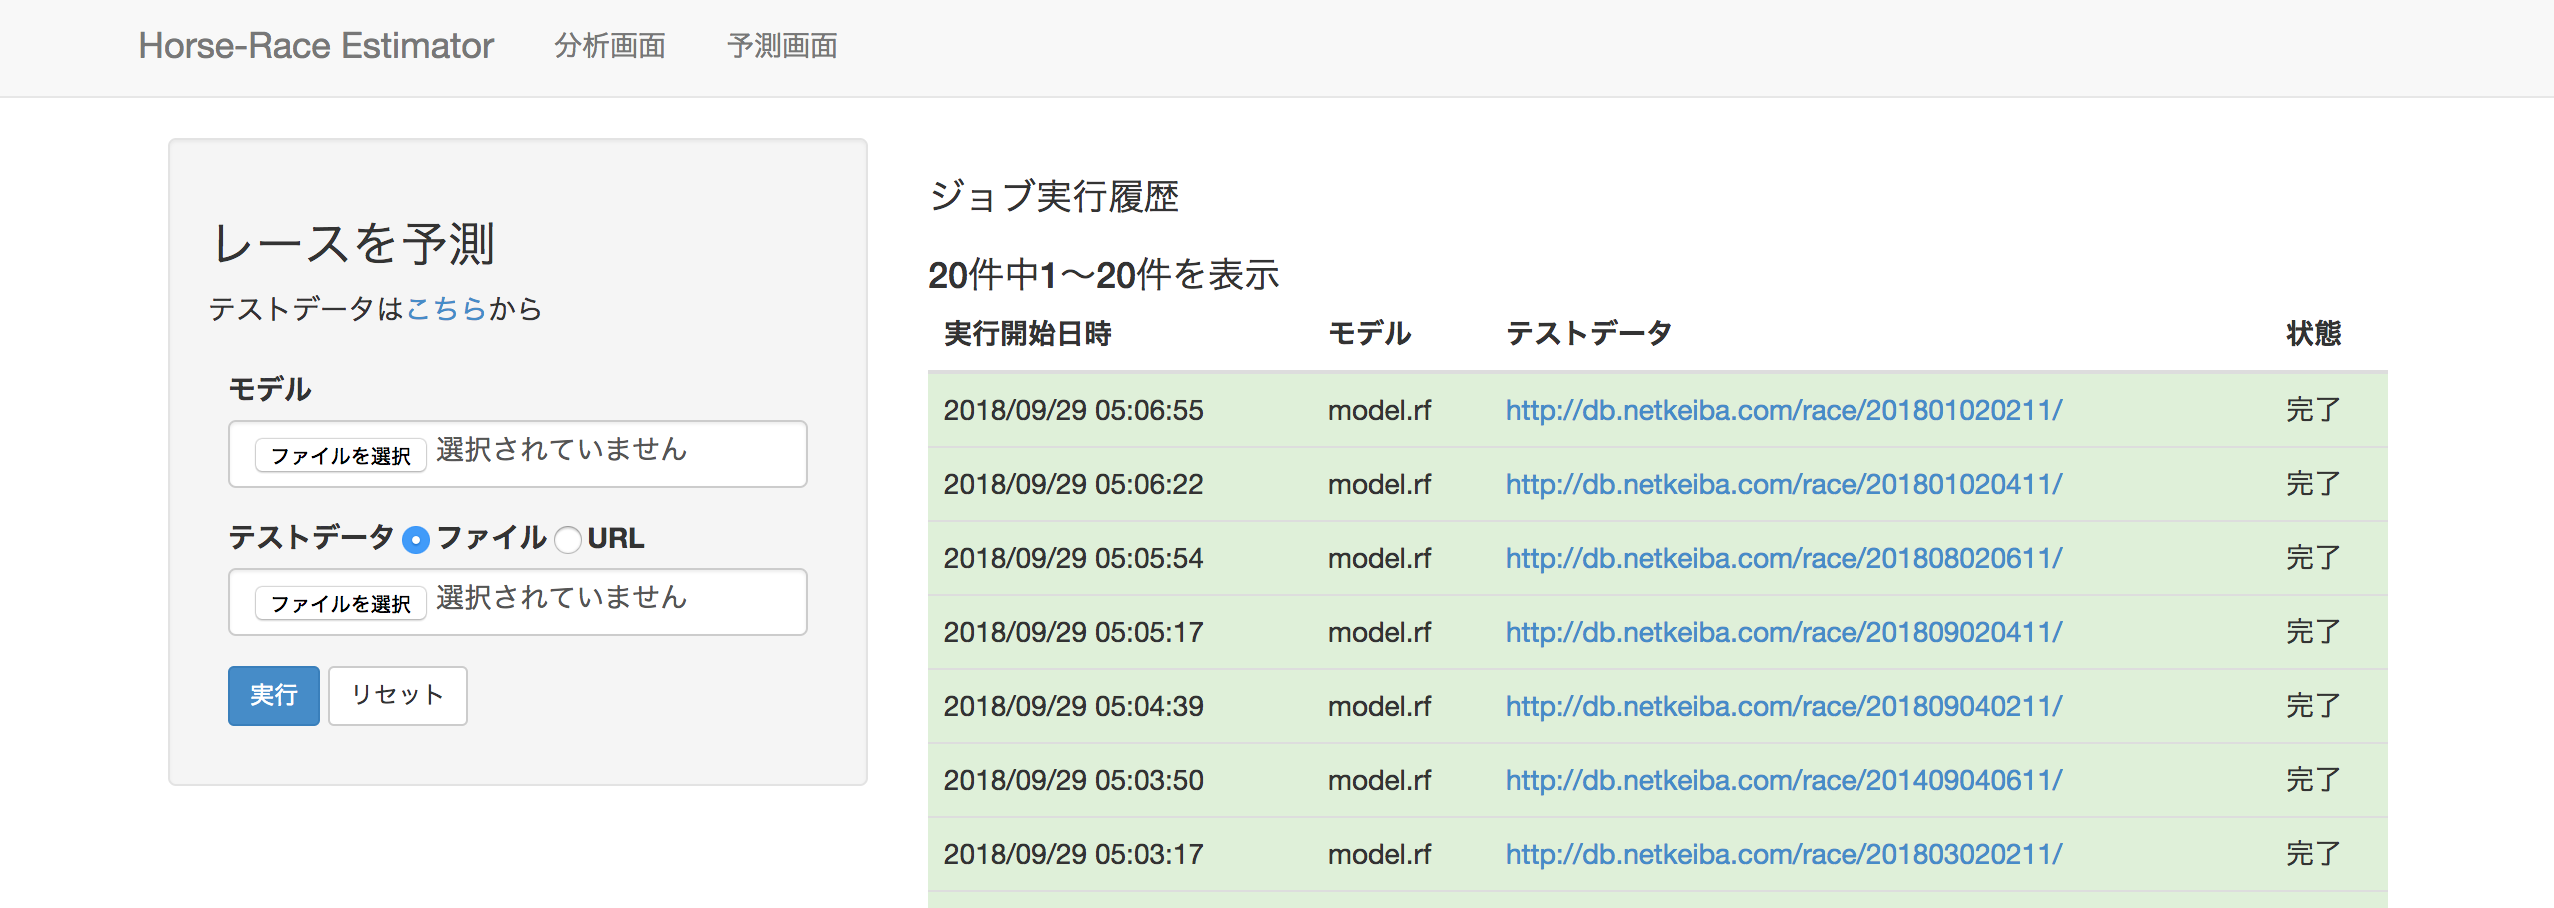 Horse-Race Estimator 分析画面 予測画面
レースを予測
テストデータはこちらから
モデル
ファイルを選択 選択されていません
テストデータ ファイル URL
ファイルを選択 選択されていません
実行 リセット
ジョブ実行履歴
20件中1〜20件を表示
実行開始日時 モデル テストデータ 状態
2018/09/29 05:06:55 model.rf http://db.netkeiba.com/race/201801020211/ 完了
2018/09/29 05:06:22 model.rf http://db.netkeiba.com/race/201801020411/ 完了
2018/09/29 05:05:54 model.rf http://db.netkeiba.com/race/201808020611/ 完了
2018/09/29 05:05:17 model.rf http://db.netkeiba.com/race/201809020411/ 完了
2018/09/29 05:04:39 model.rf http://db.netkeiba.com/race/201809040211/ 完了
2018/09/29 05:03:50 model.rf http://db.netkeiba.com/race/201409040611/ 完了
2018/09/29 05:03:17 model.rf http://db.netkeiba.com/race/201803020211/ 完了